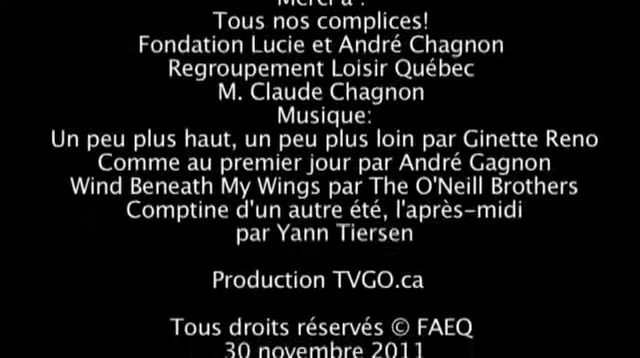 Merci à :
Tous nos complices!
Fondation Lucie et André Chagnon
Regroupement Loisir Québec
M. Claude Chagnon
Musique:
Un peu plus haut, un peu plus loin par Ginette Reno
Comme au premier jour par André Gagnon
Wind Beneath My Wings par The O'Neill Brothers
Comptine d'un autre été, l'après-midi
par Yann Tiersen
Production TVGO.ca
Tous droits réservés © FAEQ
30 novembre 2011